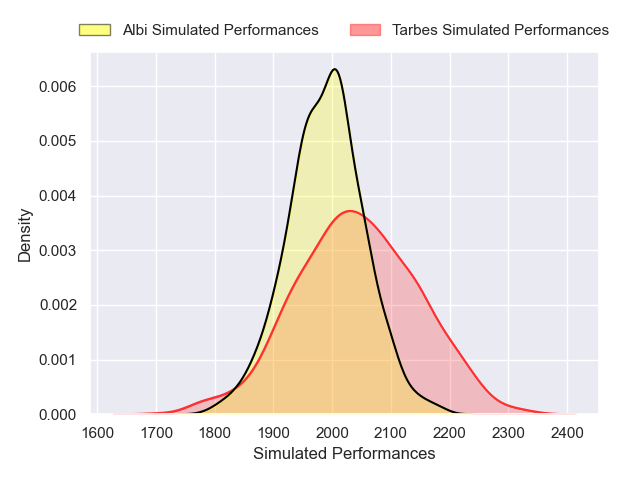 Albi Simulated Performances Tarbes Simulated Performances
0.006
0.005
0.004
0.003
0.002
0.001
0.000
Density
1600 1700 1800 1900 2000 2100 2200 2300 2400
Simulated Performances